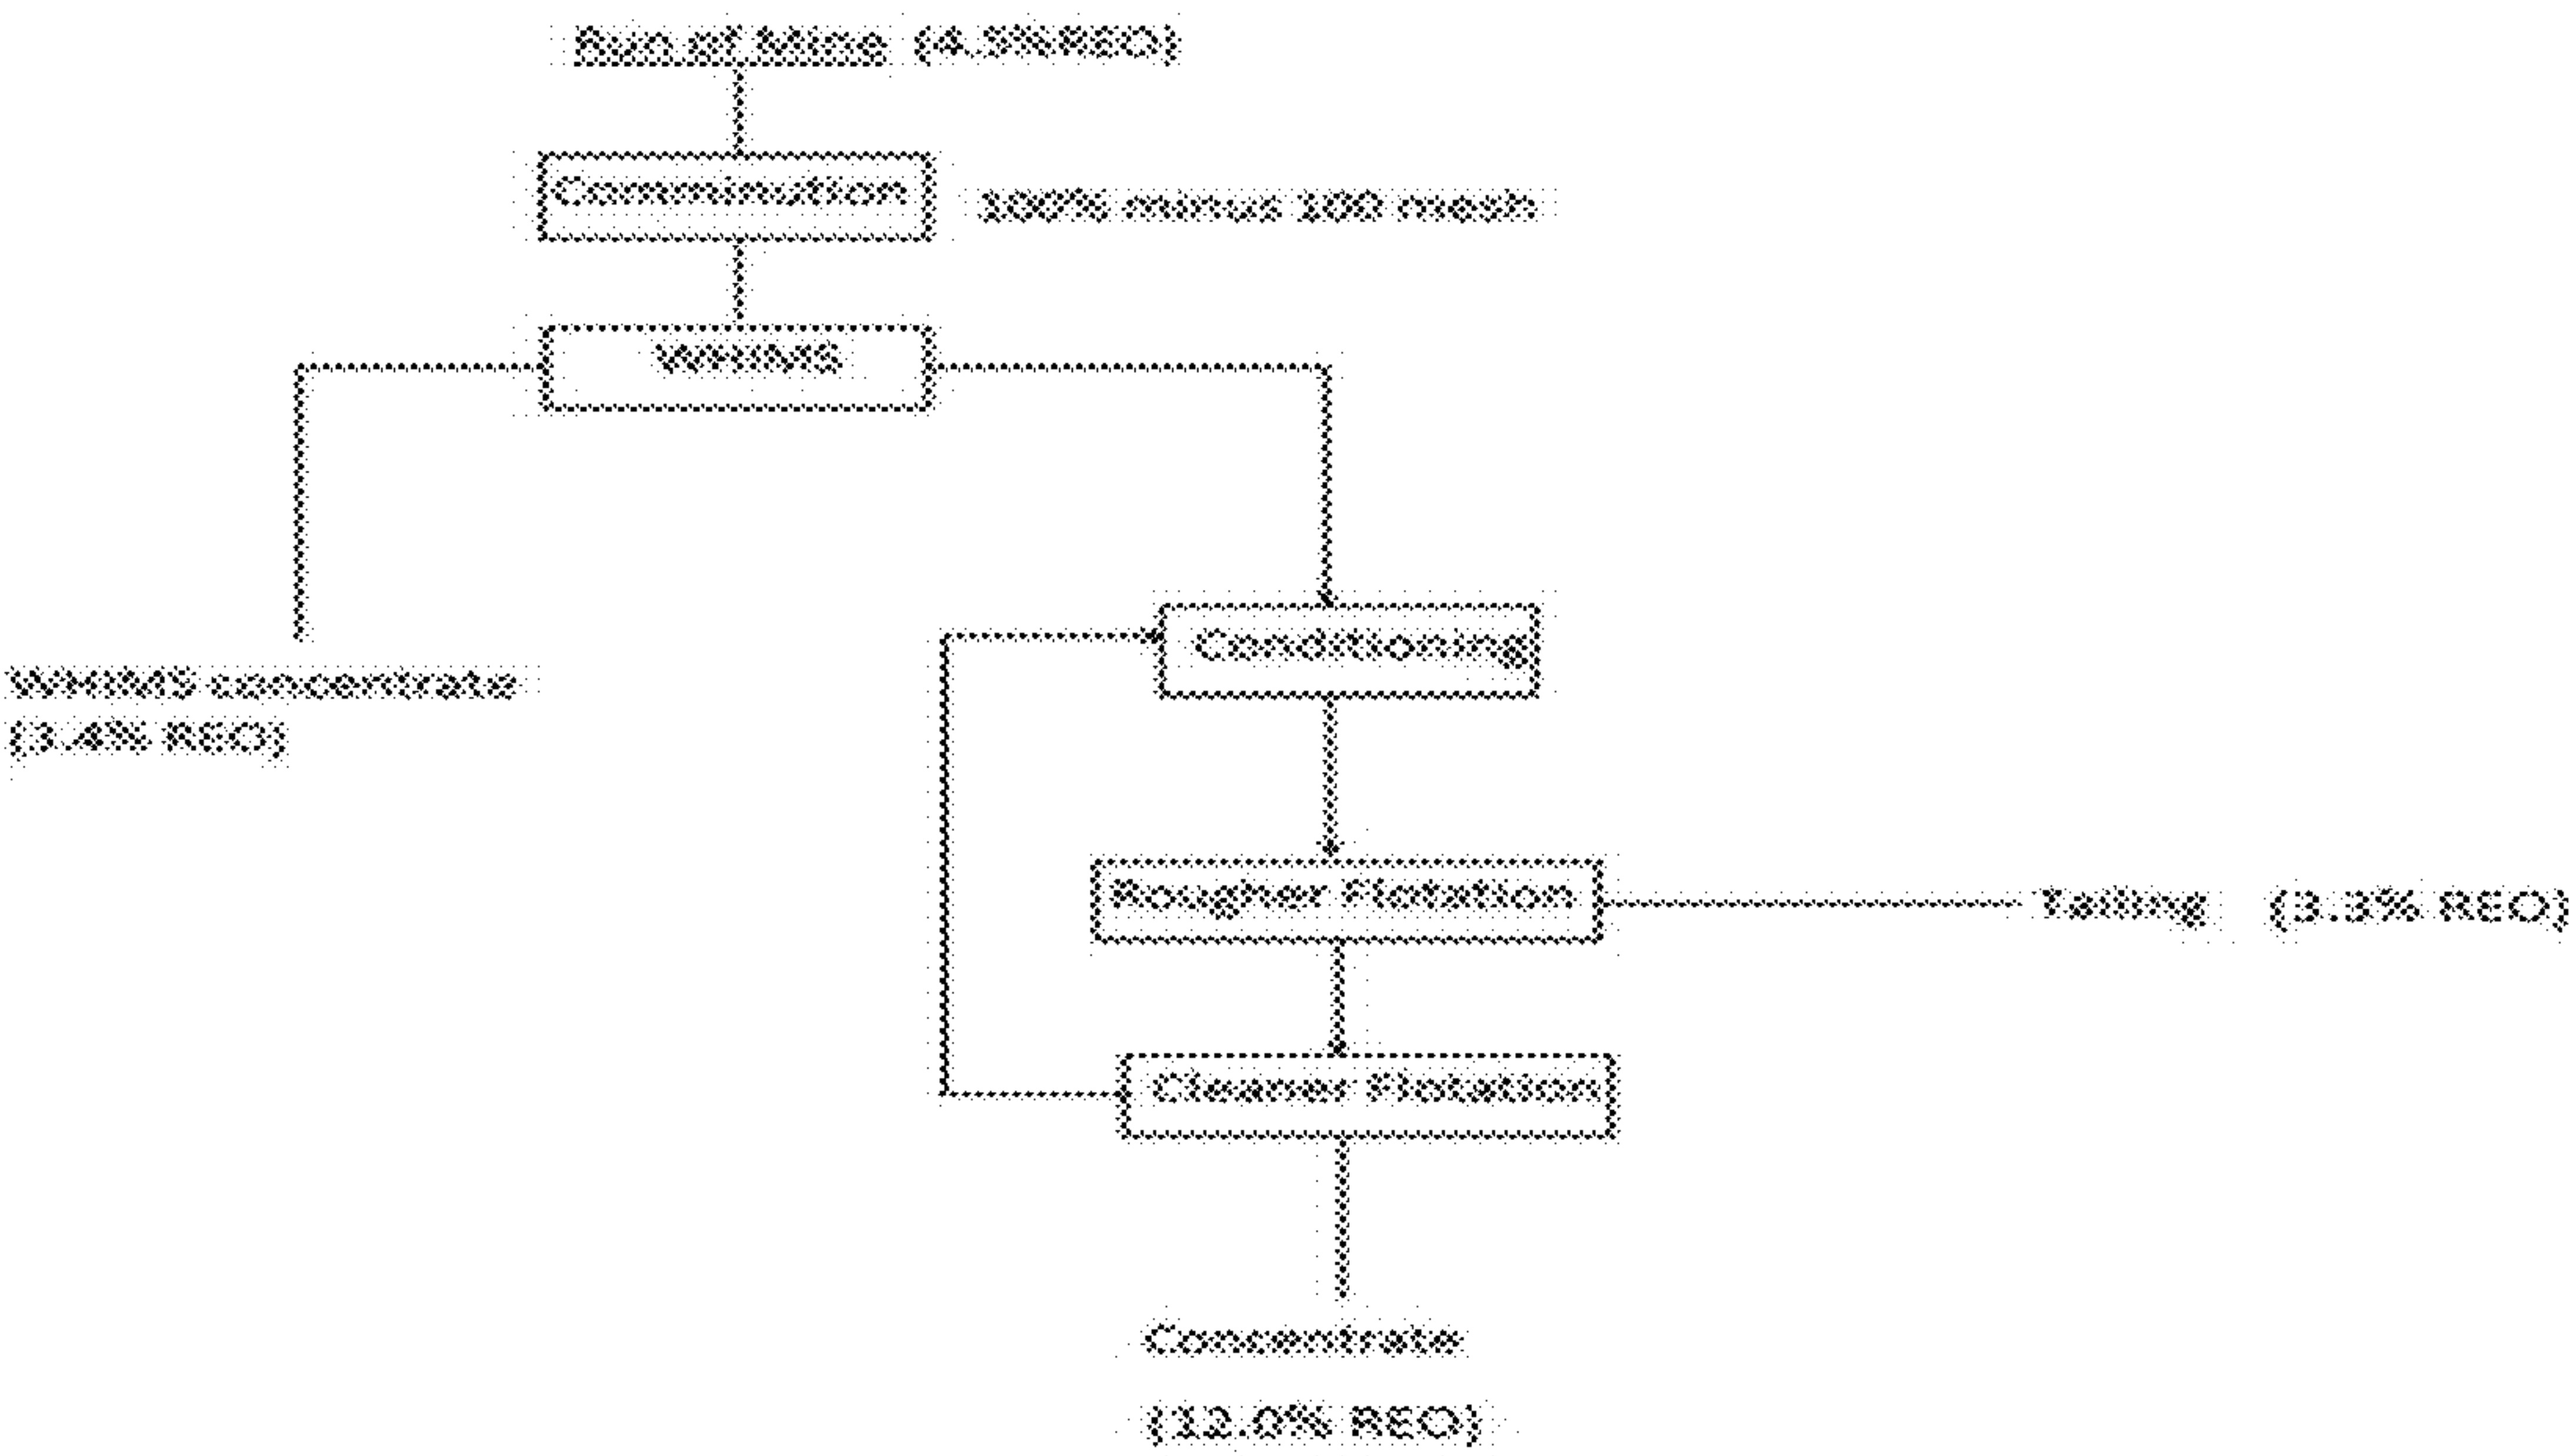 Run of Mine (4.5%REO)
Comminution
100% minus 100 mesh
WHIMS
Conditioning
WHIMS concentrate
(3.4% REO)
Rougher Flotation
Tailing (3.3% REO)
Cleaner Flotation
Concentrate
(12.0% REO)